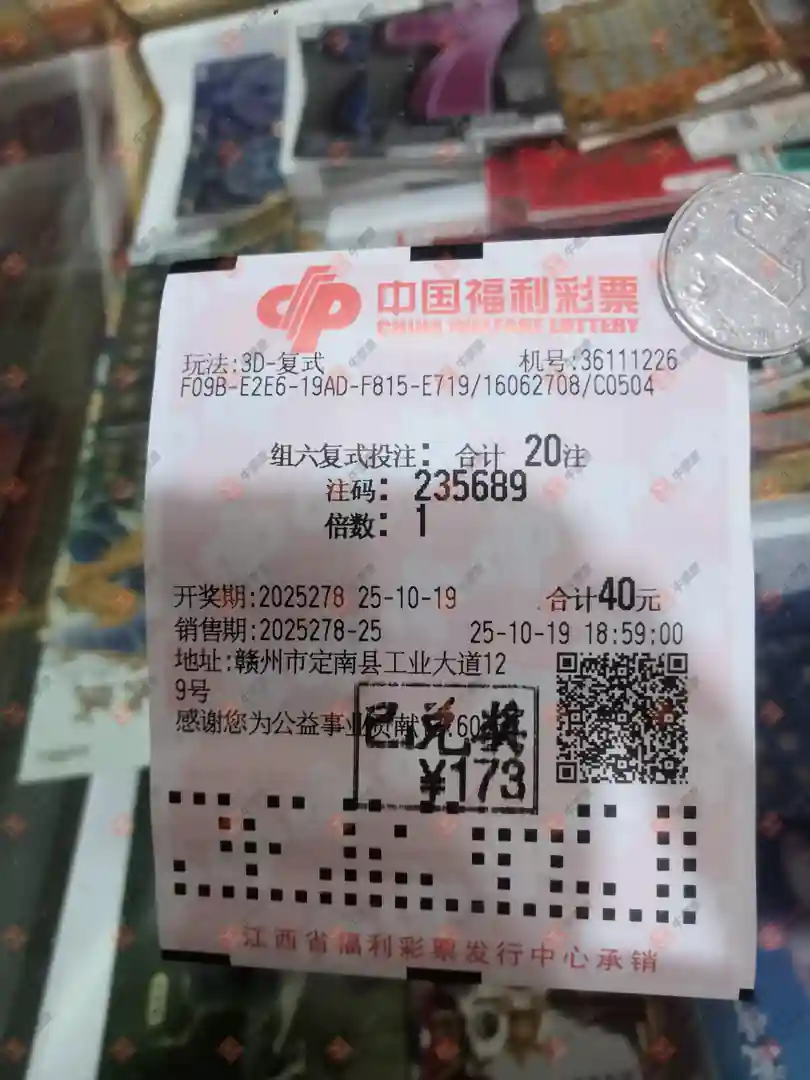 中国福利彩票
CHINA WELFARE LOTTERY
玩法:3D-复式 机号:36111226
F09B-E2E6-19AD-F815-E719/16062708/C0504
组六复式投注: 合计 20注
注码: 235689
倍数: 1
开奖期:2025278 25-10-19 合计40元
销售期:2025278-25 25-10-19 18:59:00
地址:赣州市定南县工业大道12
9号
感谢您为公益事业贡献
已兑奖
¥173
江西省福利彩票发行中心承销